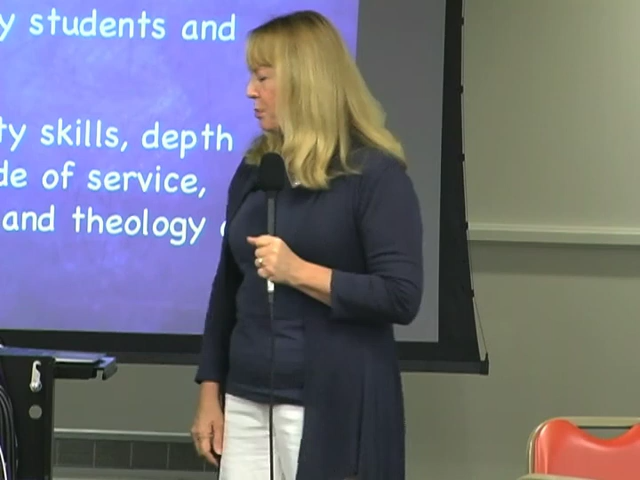 y students and
ty skills, depth
de of service,
and theology